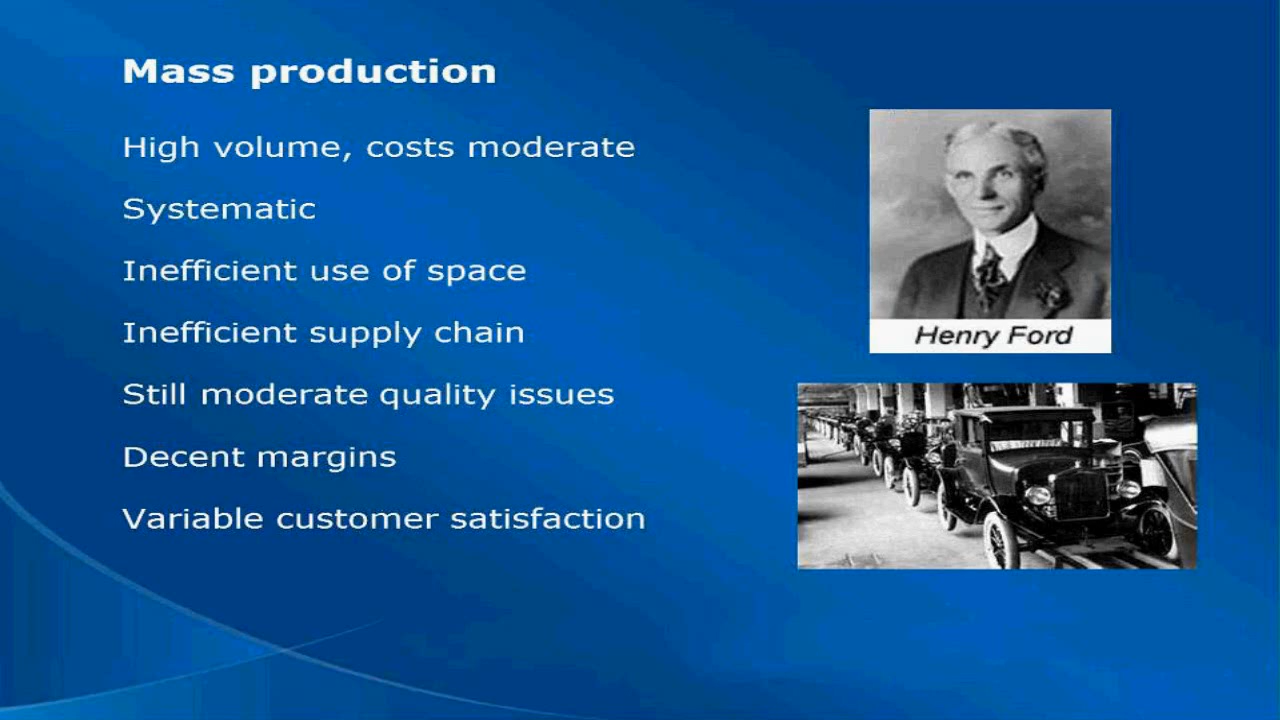 Mass production
High volume, costs moderate
Systematic
Inefficient use of space
Inefficient supply chain
Still moderate quality issues
Decent margins
Variable customer satisfaction
Henry Ford